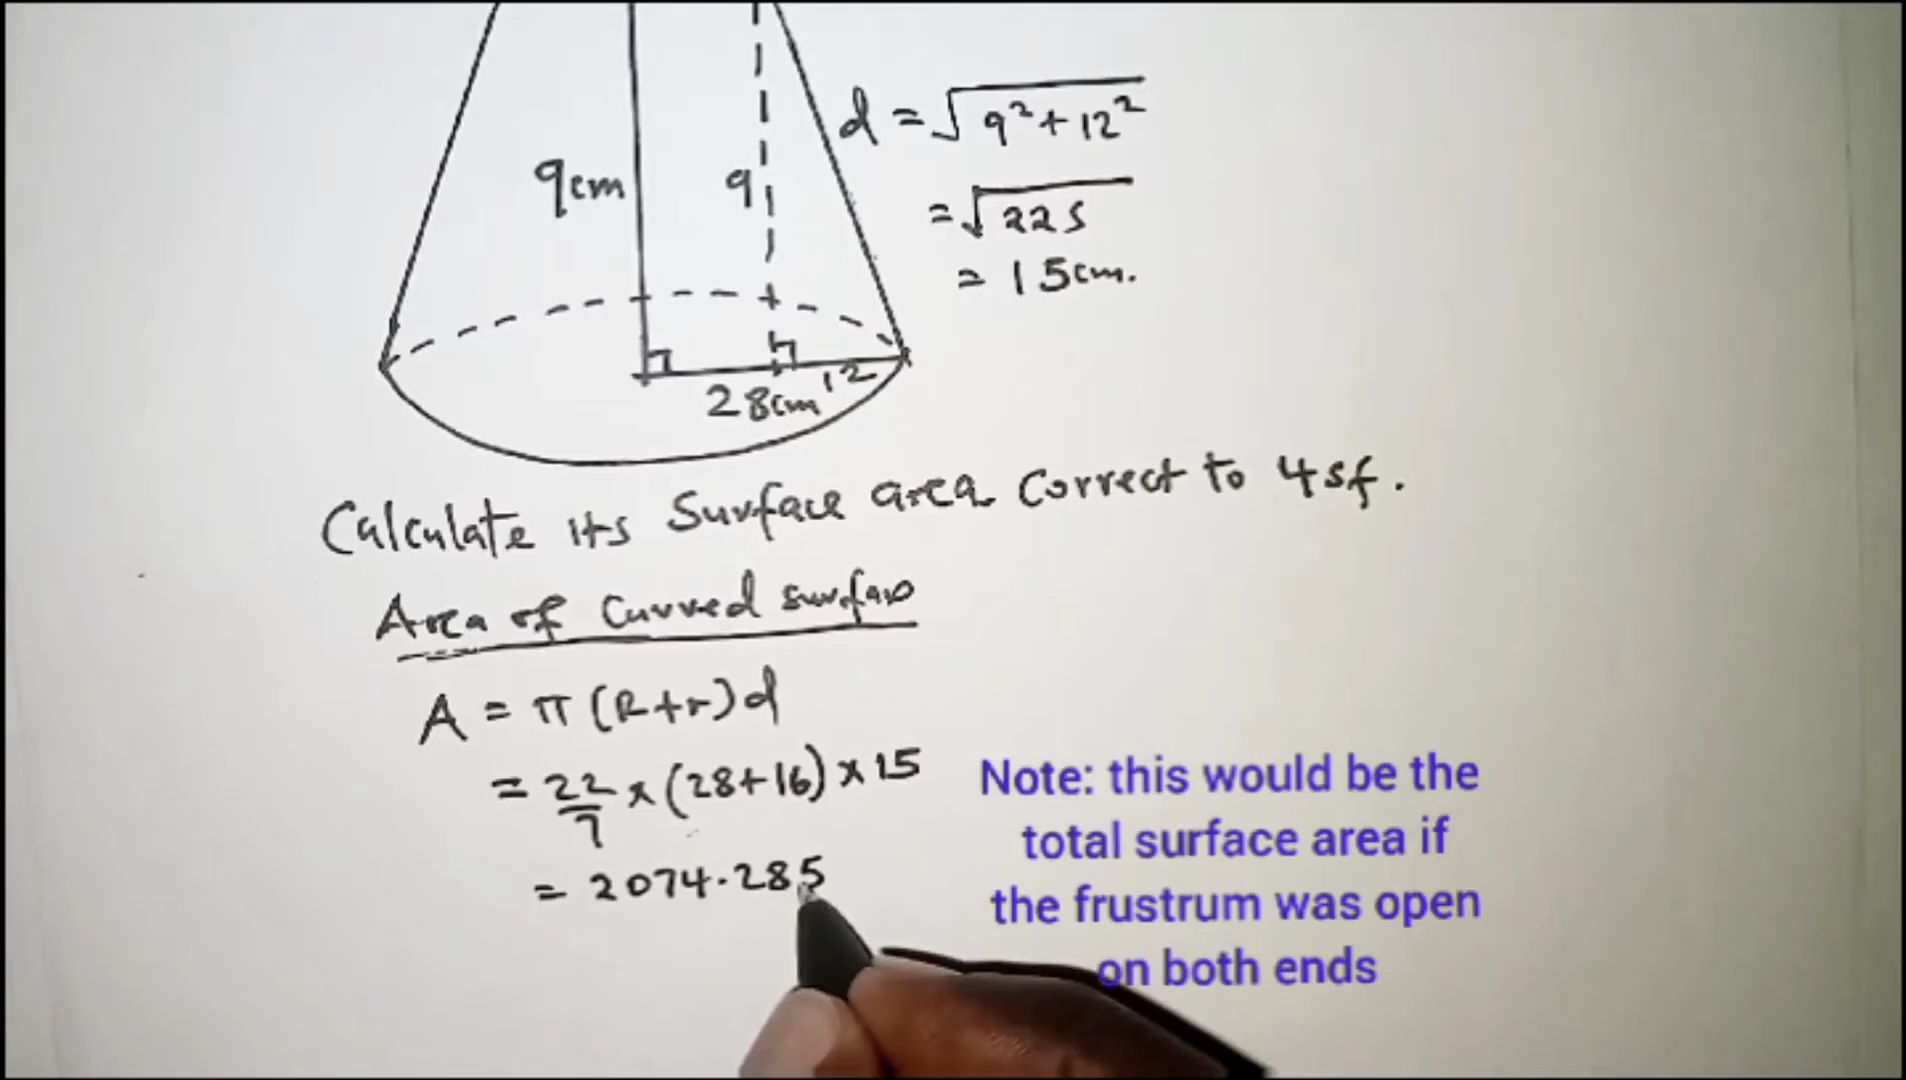 d = √9²+12²
9cm
9
= √225
= 15cm.
12
28cm
Calculate its Surface area Correct to 4sf.
Area of Curved surface
A = π(R+r)d
= 22/7 × (28+16) × 15
= 2074.285
Note: this would be the
total surface area if
the frustrum was open
on both ends